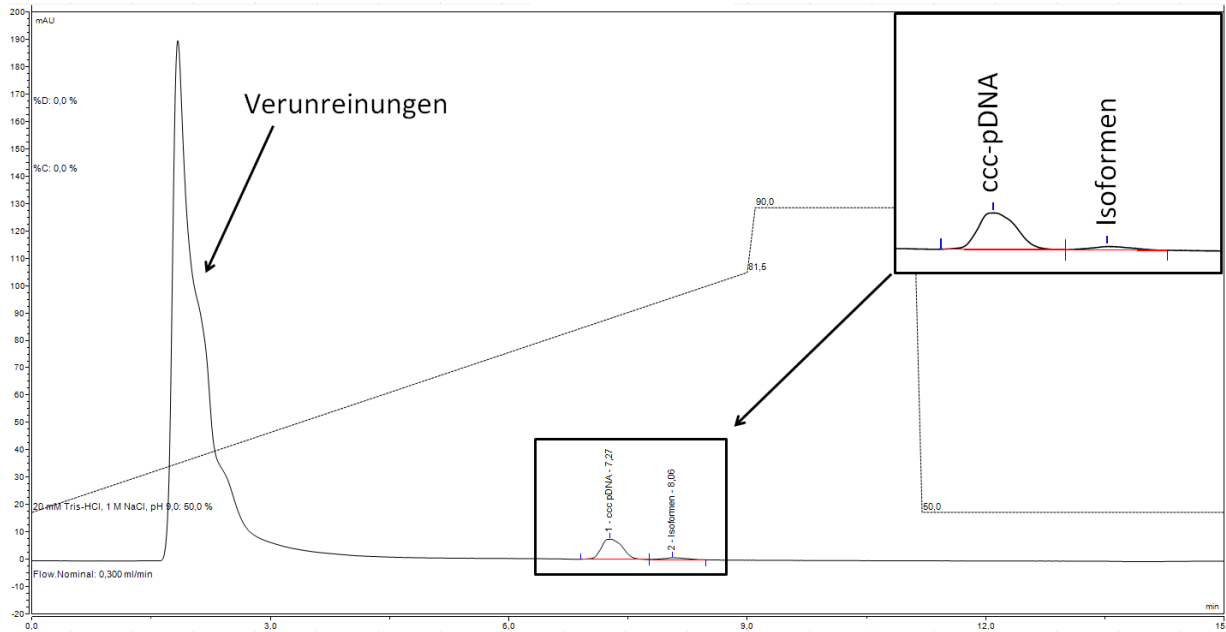 200
mAU
190
180
170
%D: 0,0 %
160
150
%C: 0,0 %
140
130
120
110
100
90
80
70
60
50
40
30
20
20 mM Tris-HCl, 1 M NaCl, pH 9,0: 50,0 %
10
0
Flow.Nominal: 0,300 ml/min
-10
-20
0,0
3,0
6,0
9,0
12,0
15
min
Verunreinungen
90,0
81,5
50,0
1 - ccc pDNA - 7,27
2 - Isoformen - 8,06
ccc-pDNA
Isoformen